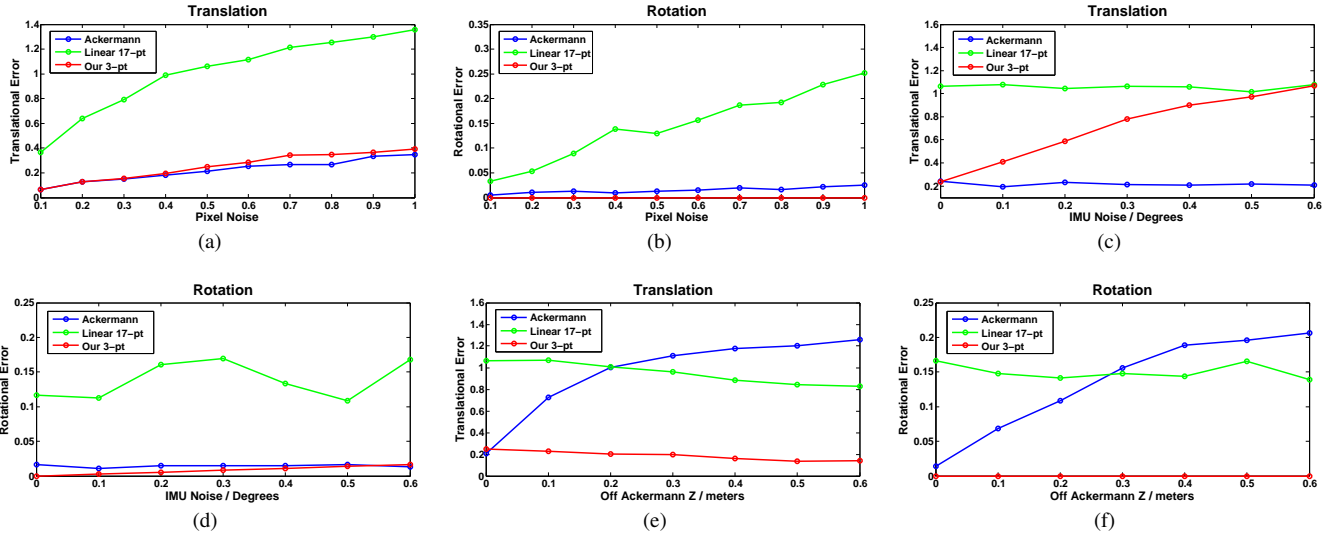 Translation
Translational Error
1.4
1.2
1
0.8
0.6
0.4
0.2
0
Ackermann
Linear 17-pt
Our 3-pt
0.1 0.2 0.3 0.4 0.5 0.6 0.7 0.8 0.9 1
Pixel Noise
(a)
Rotation
Rotational Error
0.35
0.3
0.25
0.2
0.15
0.1
0.05
0
Ackermann
Linear 17-pt
Our 3-pt
0.1 0.2 0.3 0.4 0.5 0.6 0.7 0.8 0.9 1
Pixel Noise
(b)
Translation
Translational Error
1.6
1.4
1.2
1
0.8
0.6
0.4
0.2
Ackermann
Linear 17-pt
Our 3-pt
0 0.1 0.2 0.3 0.4 0.5 0.6
IMU Noise / Degrees
(c)
Rotation
Rotational Error
0.25
0.2
0.15
0.1
0.05
0
Ackermann
Linear 17-pt
Our 3-pt
0 0.1 0.2 0.3 0.4 0.5 0.6
IMU Noise / Degrees
(d)
Translation
Translational Error
1.6
1.4
1.2
1
0.8
0.6
0.4
0.2
0
Ackermann
Linear 17-pt
Our 3-pt
0 0.1 0.2 0.3 0.4 0.5 0.6
Off Ackermann Z / meters
(e)
Rotation
Rotational Error
0.25
0.2
0.15
0.1
0.05
0
Ackermann
Linear 17-pt
Our 3-pt
0 0.1 0.2 0.3 0.4 0.5 0.6
Off Ackermann Z / meters
(f)